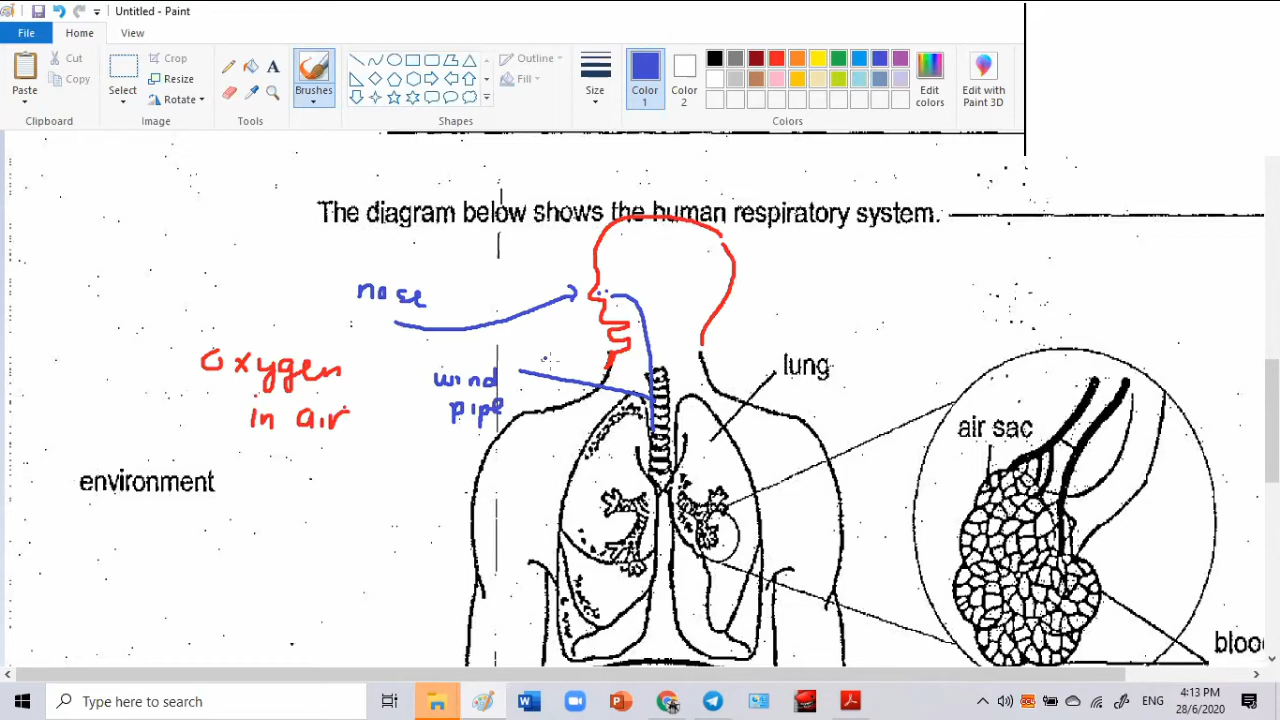 Untitled - Paint
File
Home
View
Paste
Cut
Copy
Clipboard
Select
Crop
Resize
Rotate
Image
Tools
Brushes
Outline
Fill
Shapes
Size
Color 1
Color 2
Edit colors
Edit with Paint 3D
Colors
The diagram below shows the human respiratory system.
nose
oxygen
in air
wind
pipe
lung
air sac
environment
blood
Type here to search
ENG
4:13 PM
28/6/2020